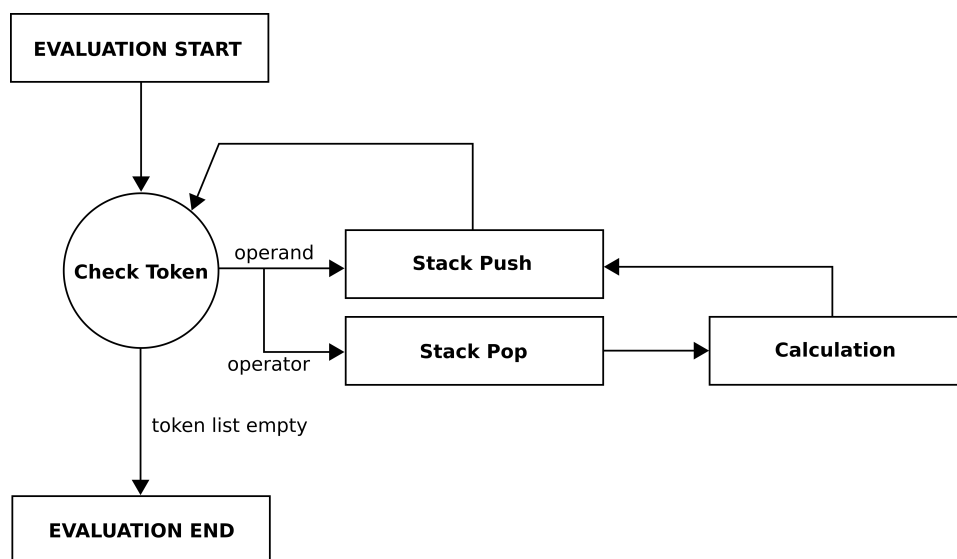 EVALUATION START
operand
Stack Push
Check Token
Stack Pop
Calculation
operator
token list empty
EVALUATION END